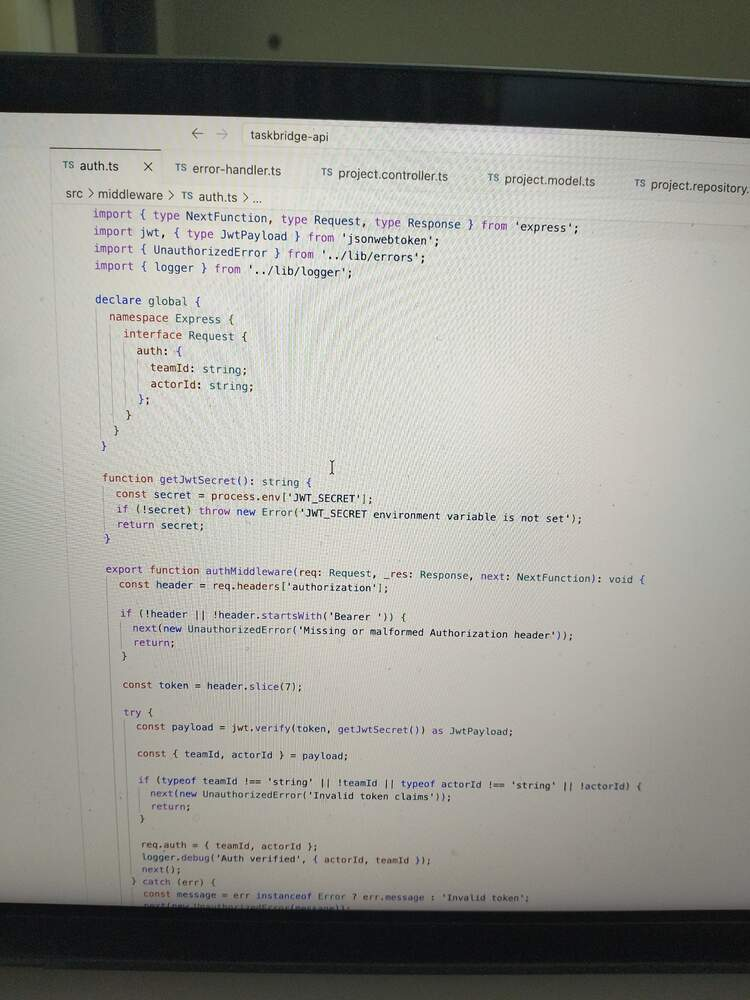 ← → taskbridge-api
TS auth.ts × TS error-handler.ts TS project.controller.ts TS project.model.ts TS project.repository.
src > middleware > TS auth.ts > ...
import { type NextFunction, type Request, type Response } from 'express';
import jwt, { type JwtPayload } from 'jsonwebtoken';
import { UnauthorizedError } from '../lib/errors';
import { logger } from '../lib/logger';
declare global {
namespace Express {
interface Request {
auth: {
teamId: string;
actorId: string;
};
}
}
}
function getJwtSecret(): string {
const secret = process.env['JWT_SECRET'];
if (!secret) throw new Error('JWT_SECRET environment variable is not set');
return secret;
}
export function authMiddleware(req: Request, _res: Response, next: NextFunction): void {
const header = req.headers['authorization'];
if (!header || !header.startsWith('Bearer ')) {
next(new UnauthorizedError('Missing or malformed Authorization header'));
return;
}
const token = header.slice(7);
try {
const payload = jwt.verify(token, getJwtSecret()) as JwtPayload;
const { teamId, actorId } = payload;
if (typeof teamId !== 'string' || !teamId || typeof actorId !== 'string' || !actorId) {
next(new UnauthorizedError('Invalid token claims'));
return;
}
req.auth = { teamId, actorId };
logger.debug('Auth verified', { actorId, teamId });
next();
} catch (err) {
const message = err instanceof Error ? err.message : 'Invalid token';
next(new UnauthorizedError(message));